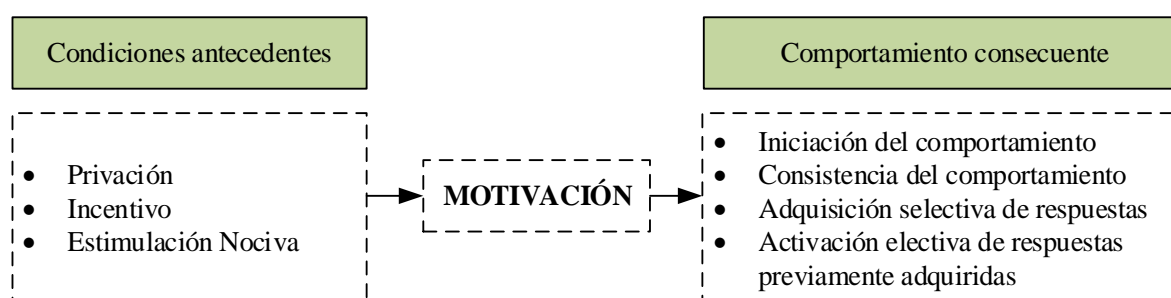 Condiciones antecedentes
Comportamiento consecuente
• Privación
• Incentivo
• Estimulación Nociva
MOTIVACIÓN
• Iniciación del comportamiento
• Consistencia del comportamiento
• Adquisición selectiva de respuestas
• Activación electiva de respuestas
previamente adquiridas